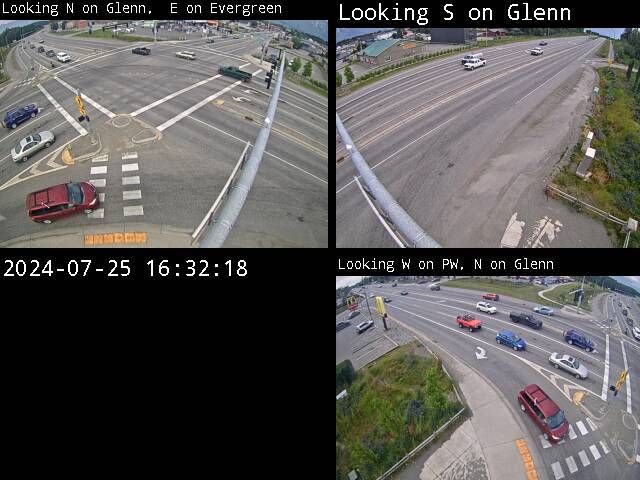 Looking N on Glenn,  E on Evergreen
Looking S on Glenn
2024-07-25 16:32:18
Looking W on PW, N on Glenn